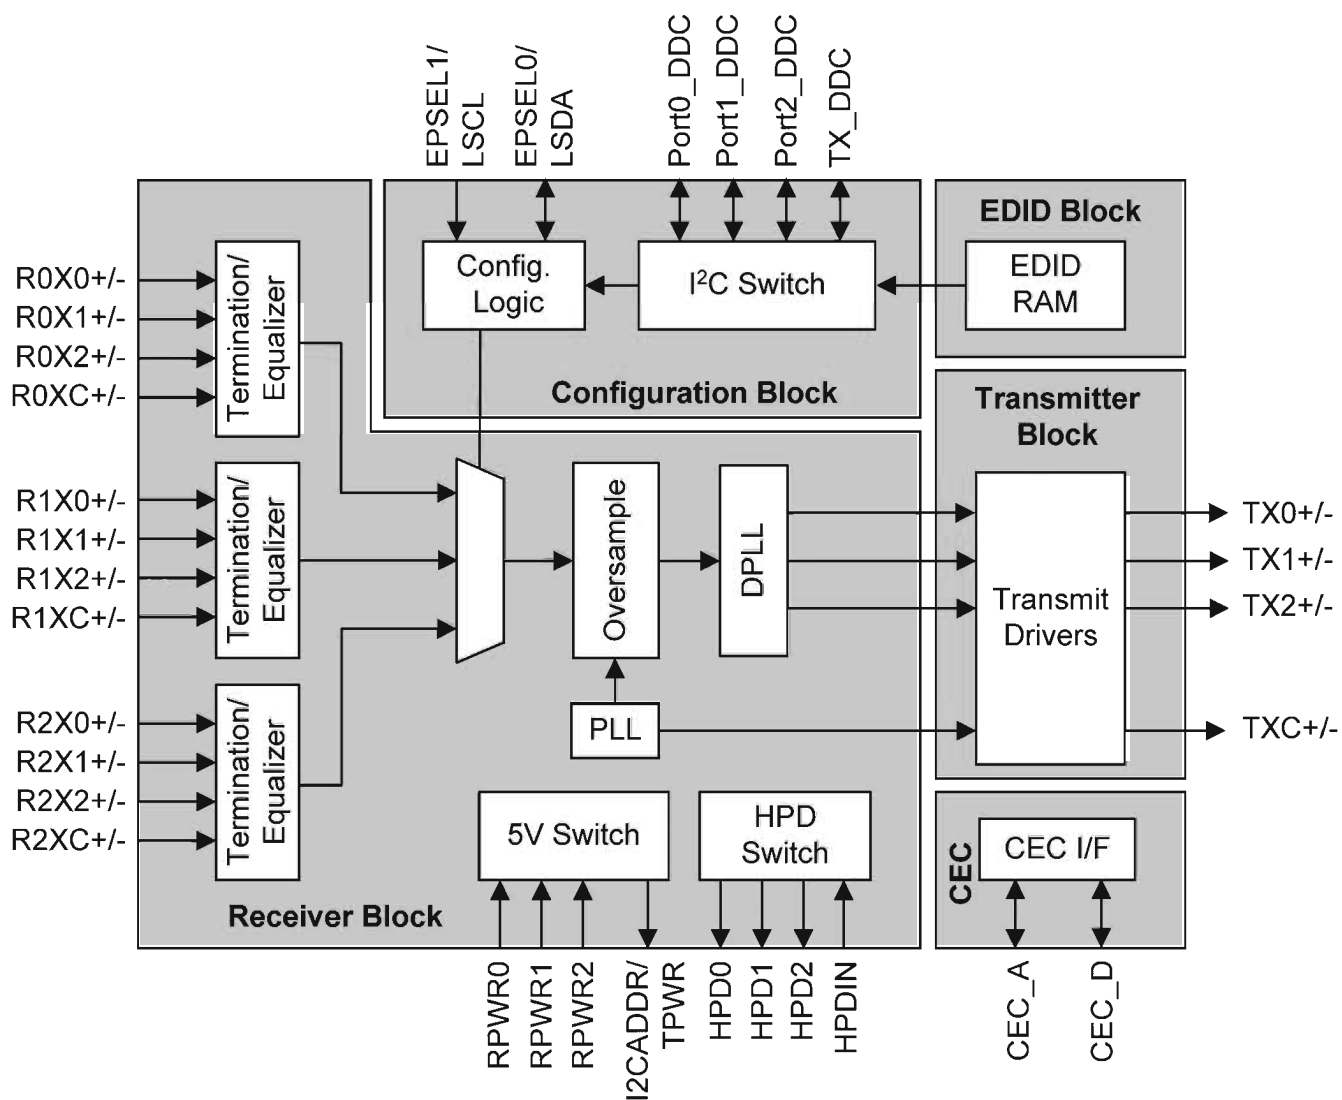 EPSEL1/
LSCL
EPSEL0/
LSDA
Port0_DDC
Port1_DDC
Port2_DDC
TX_DDC
EDID Block
EDID
RAM
Config.
Logic
I²C Switch
Configuration Block
R0X0+/-
R0X1+/-
R0X2+/-
R0XC+/-
Termination/
Equalizer
R1X0+/-
R1X1+/-
R1X2+/-
R1XC+/-
Termination/
Equalizer
R2X0+/-
R2X1+/-
R2X2+/-
R2XC+/-
Termination/
Equalizer
Oversample
DPLL
PLL
Transmitter
Block
Transmit
Drivers
TX0+/-
TX1+/-
TX2+/-
TXC+/-
5V Switch
HPD
Switch
Receiver Block
CEC
CEC I/F
RPWR0
RPWR1
RPWR2
I2CADDR/
TPWR
HPD0
HPD1
HPD2
HPDIN
CEC_A
CEC_D